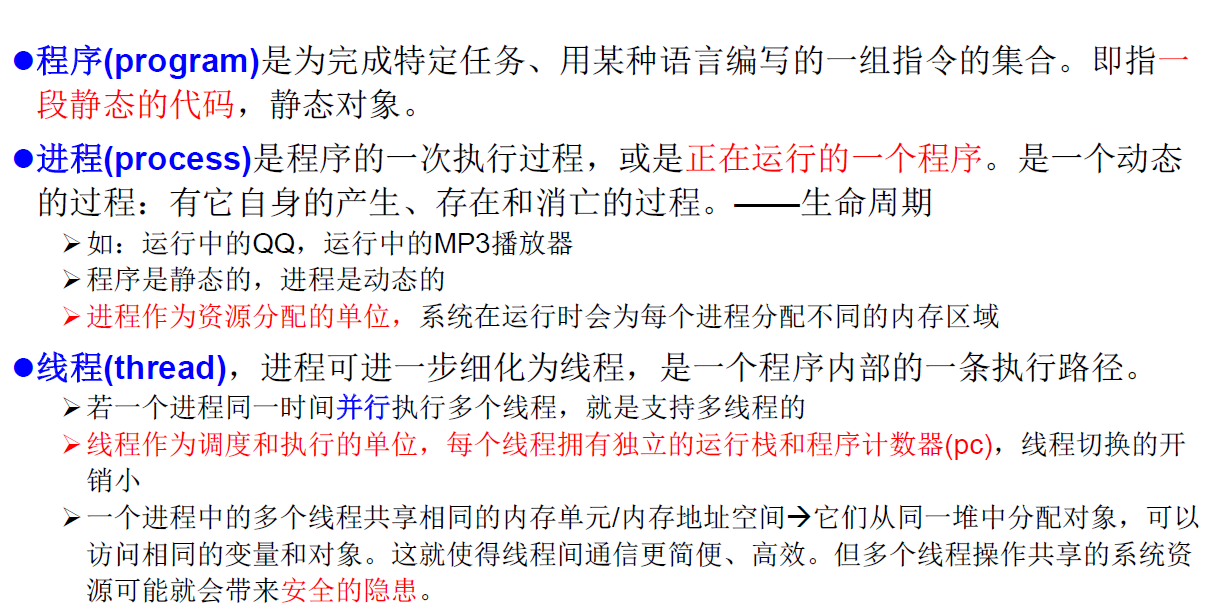 ●程序(program)是为完成特定任务、用某种语言编写的一组指令的集合。即指一
段静态的代码，静态对象。
●进程(process)是程序的一次执行过程，或是正在运行的一个程序。是一个动态
的过程：有它自身的产生、存在和消亡的过程。——生命周期
➢如：运行中的QQ，运行中的MP3播放器
➢程序是静态的，进程是动态的
➢进程作为资源分配的单位，系统在运行时会为每个进程分配不同的内存区域
●线程(thread)，进程可进一步细化为线程，是一个程序内部的一条执行路径。
➢若一个进程同一时间并行执行多个线程，就是支持多线程的
➢线程作为调度和执行的单位，每个线程拥有独立的运行栈和程序计数器(pc)，线程切换的开
销小
➢一个进程中的多个线程共享相同的内存单元/内存地址空间→它们从同一堆中分配对象，可以
访问相同的变量和对象。这就使得线程间通信更简便、高效。但多个线程操作共享的系统资
源可能就会带来安全的隐患。